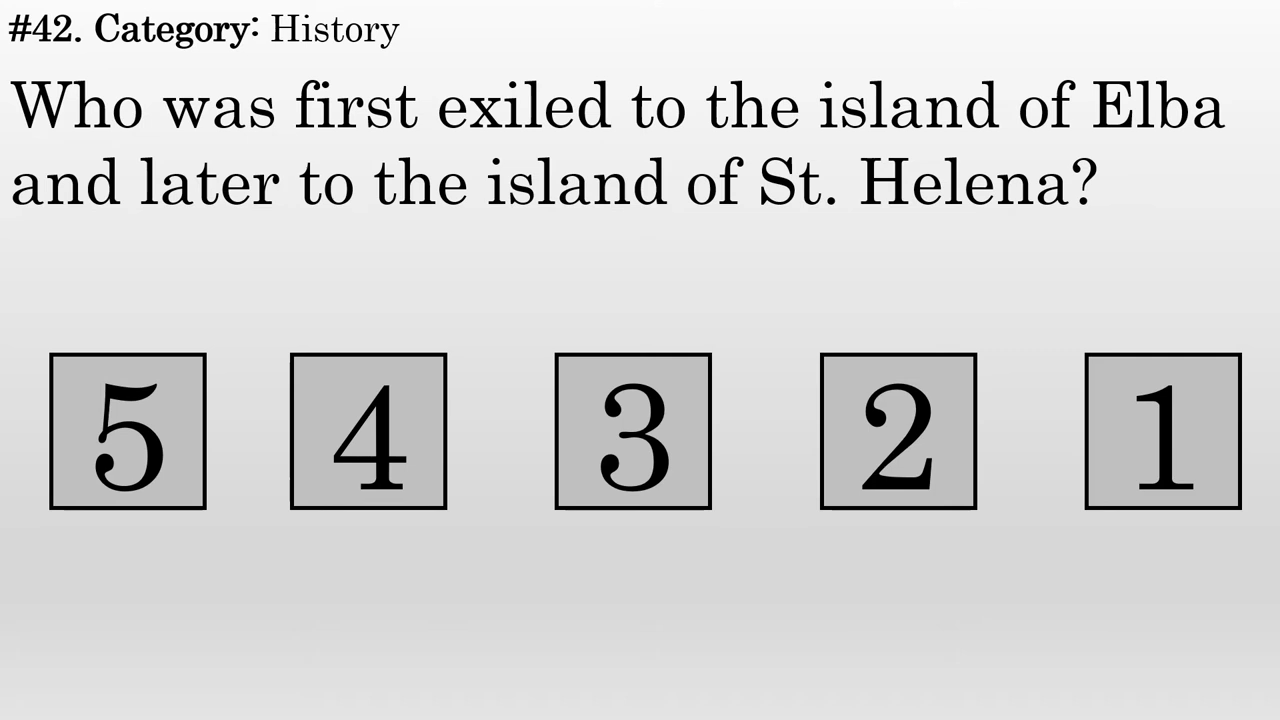 #42. Category: History
Who was first exiled to the island of Elba
and later to the island of St. Helena?
5 4 3 2 1